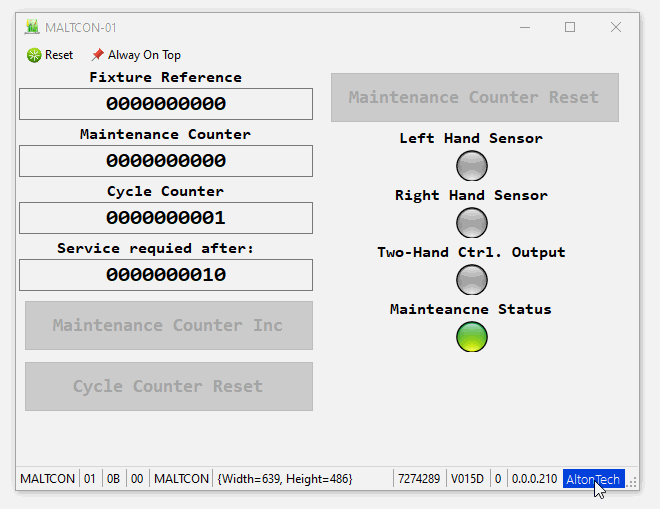 MALTCON-01
Reset Alway On Top
Fixture Reference
0000000000
Maintenance Counter
0000000000
Cycle Counter
0000000001
Service requied after:
0000000010
Maintenance Counter Inc
Cycle Counter Reset
Maintenance Counter Reset
Left Hand Sensor
Right Hand Sensor
Two-Hand Ctrl. Output
Mainteancne Status
MALTCON 01 0B 00 MALTCON {Width=639, Height=486} 7274289 V015D 0 0.0.0.210 AltonTech